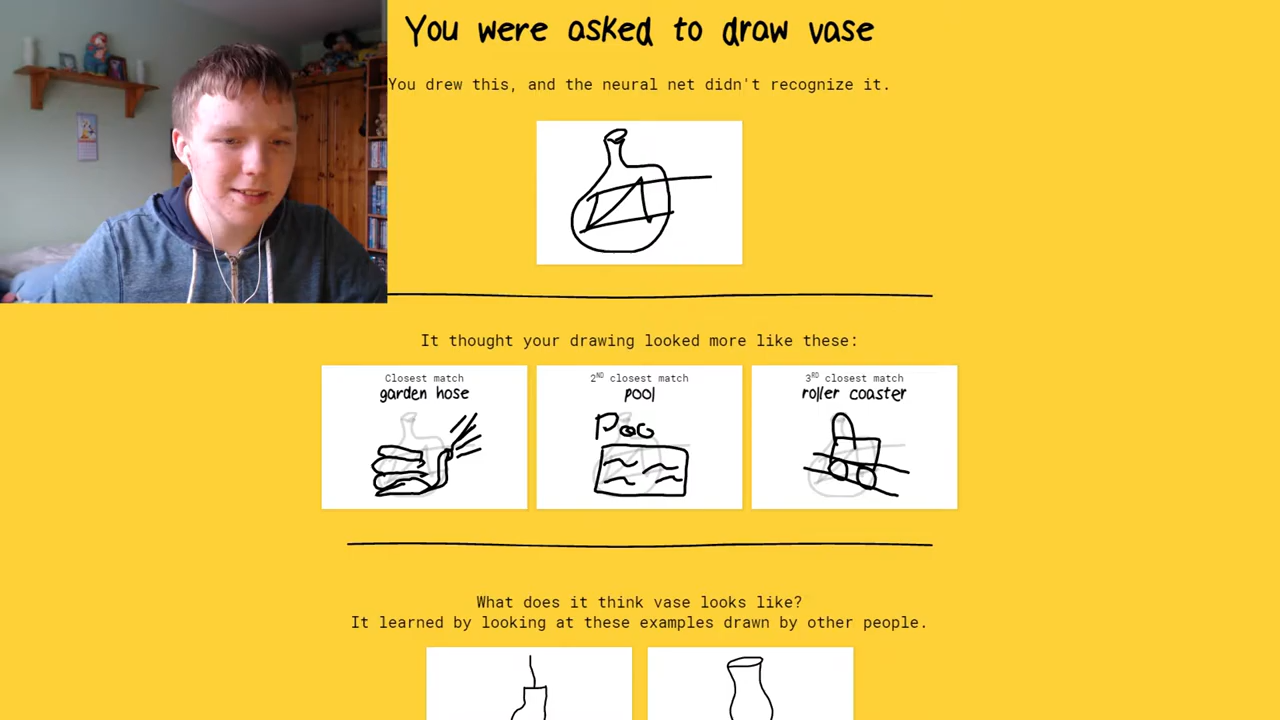 You were asked to draw vase
You drew this, and the neural net didn't recognize it.
It thought your drawing looked more like these:
Closest match
garden hose
2ND closest match
pool
Poo
3RD closest match
roller coaster
What does it think vase looks like?
It learned by looking at these examples drawn by other people.